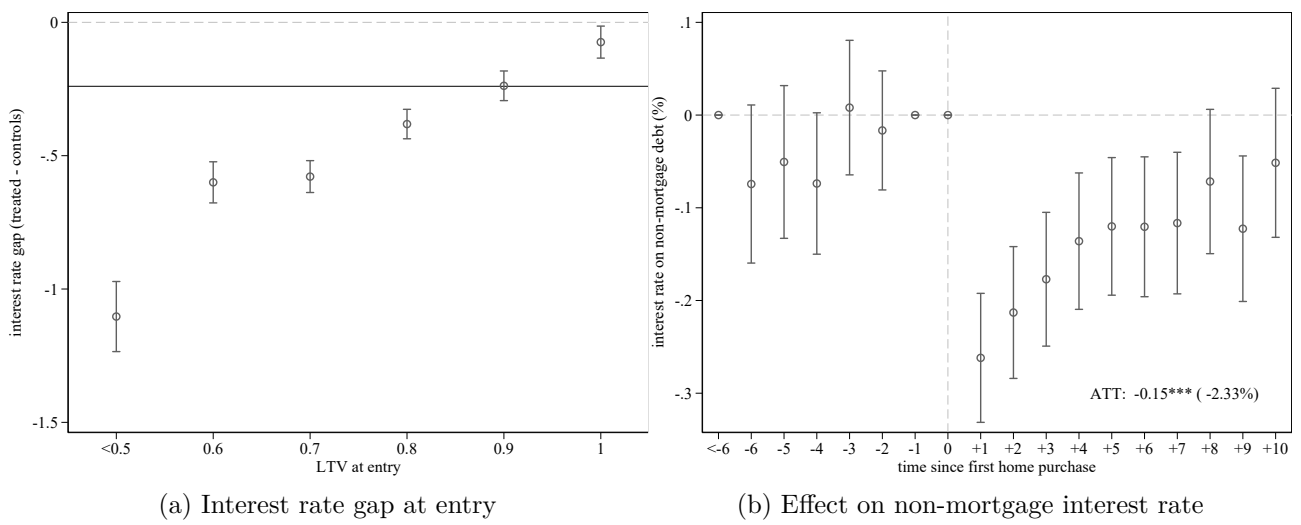 interest rate gap (treated - controls)
0
-.5
-1
-1.5
<0.5 0.6 0.7 0.8 0.9 1
LTV at entry
(a) Interest rate gap at entry
interest rate on non-mortgage debt (%)
.1
0
-.1
-.2
-.3
ATT: -0.15*** ( -2.33%)
<-6 -6 -5 -4 -3 -2 -1 0 +1 +2 +3 +4 +5 +6 +7 +8 +9 +10
time since first home purchase
(b) Effect on non-mortgage interest rate